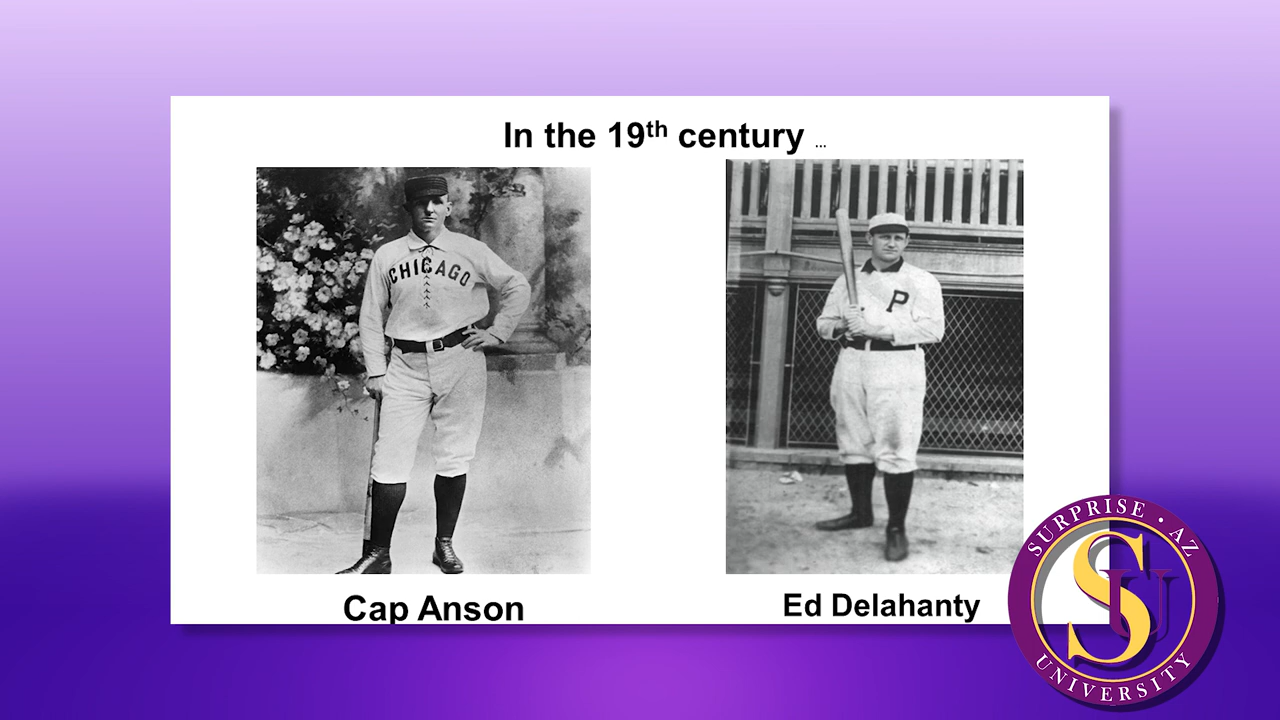 In the 19th century ...
CHICAGO
P
Cap Anson
Ed Delahanty
SURPRISE • AZ
SU
UNIVERSITY